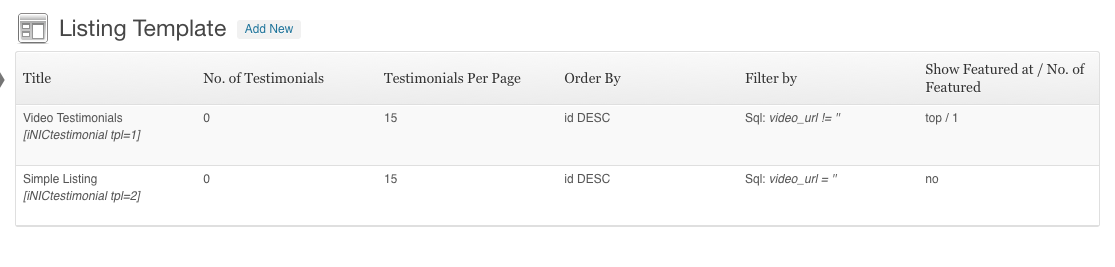 Listing Template Add New
Title No. of Testimonials Testimonials Per Page Order By Filter by Show Featured at / No. of
Featured
Video Testimonials 0 15 id DESC Sql: video_url != '' top / 1
[iNICtestimonial tpl=1]
Simple Listing 0 15 id DESC Sql: video_url = '' no
[iNICtestimonial tpl=2]